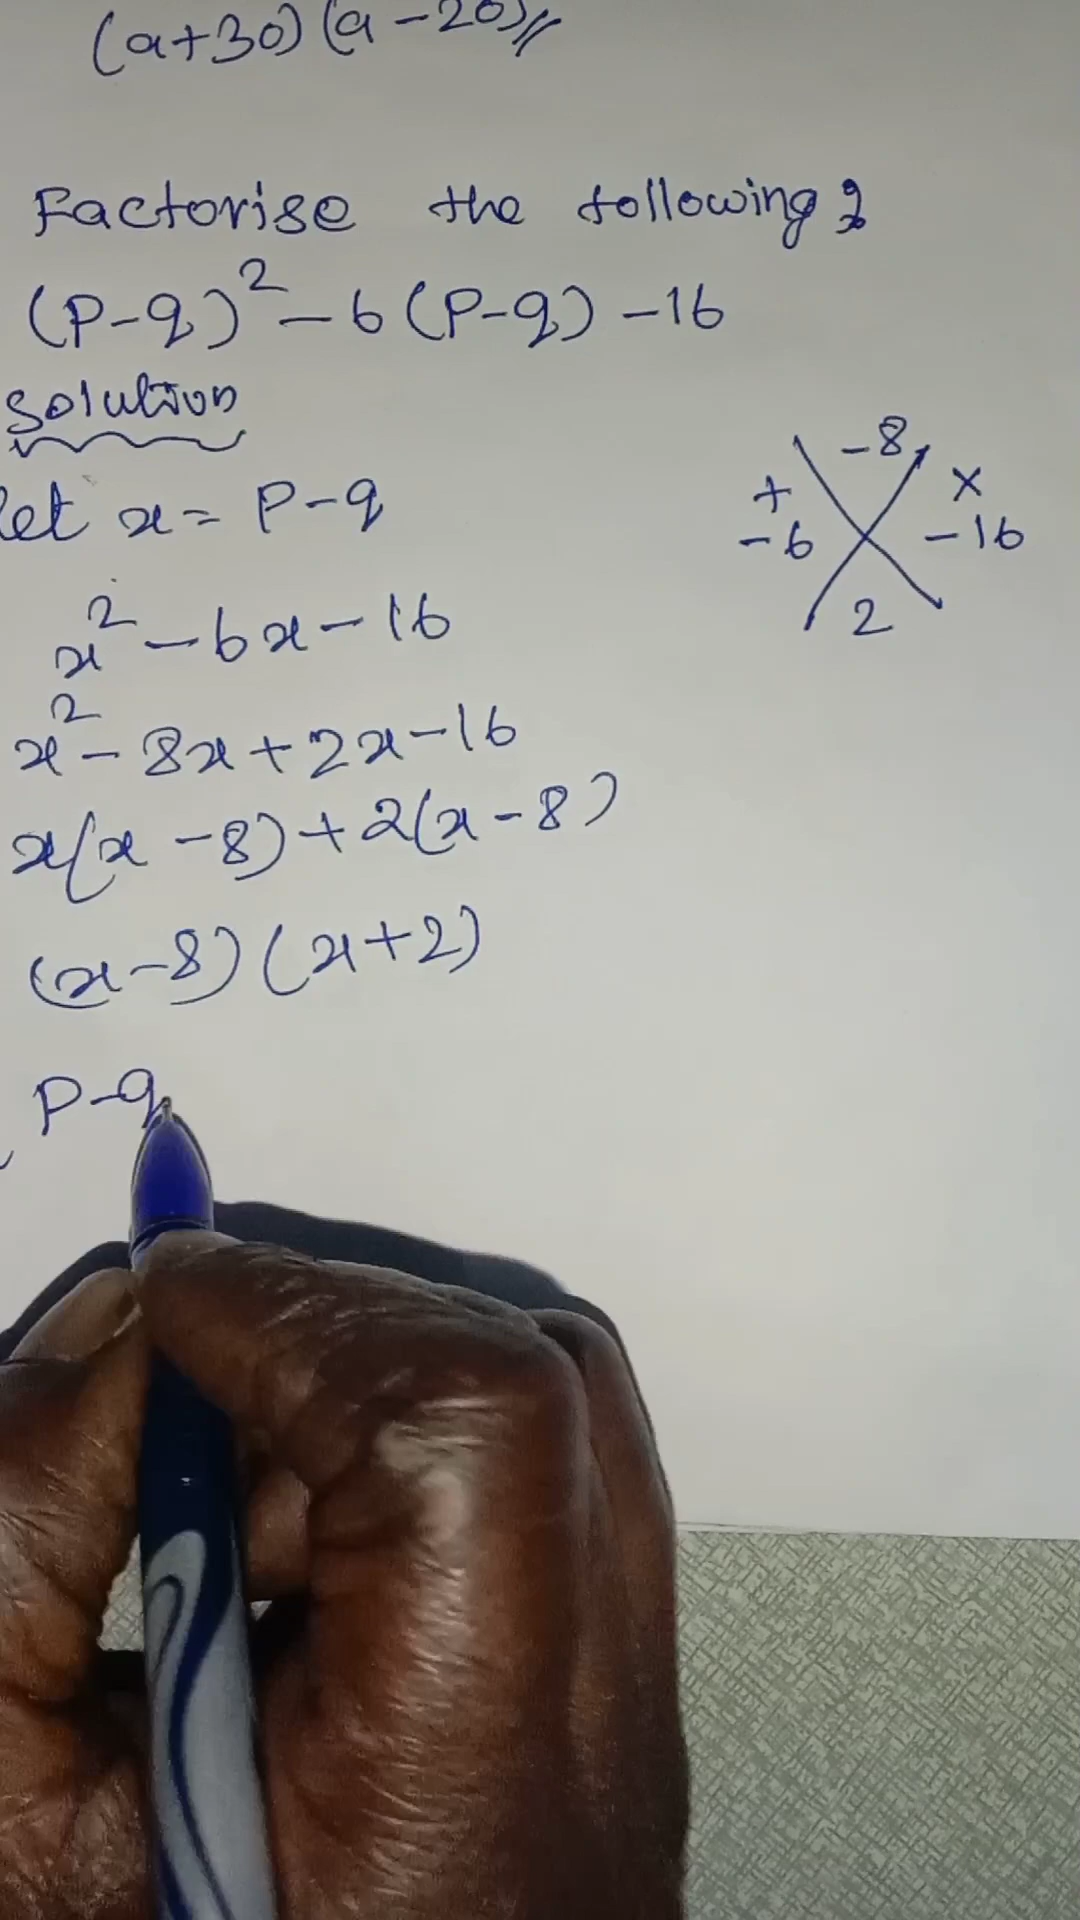 (a+30)(a-20)//
Factorise the following:
(p-q)²-6(p-q)-16
Solution
let x = p-q
x²-6x-16
x²-8x+2x-16
x(x-8)+2(x-8)
(x-8)(x+2)
p-q
-8
+ ×
-6 -16
2